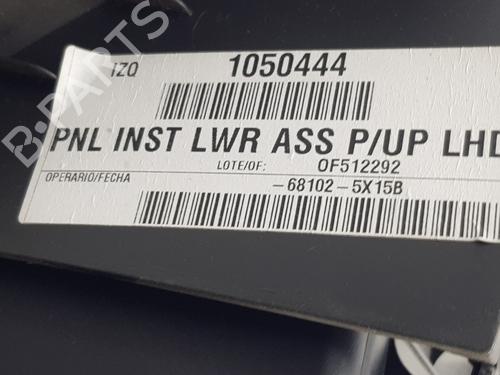 IZQ 1050444
PNL INST LWR ASS P/UP LHD
LOTE/OF: OF512292
OPERARIO/FECHA
-68102-5X15B
B-PARTS